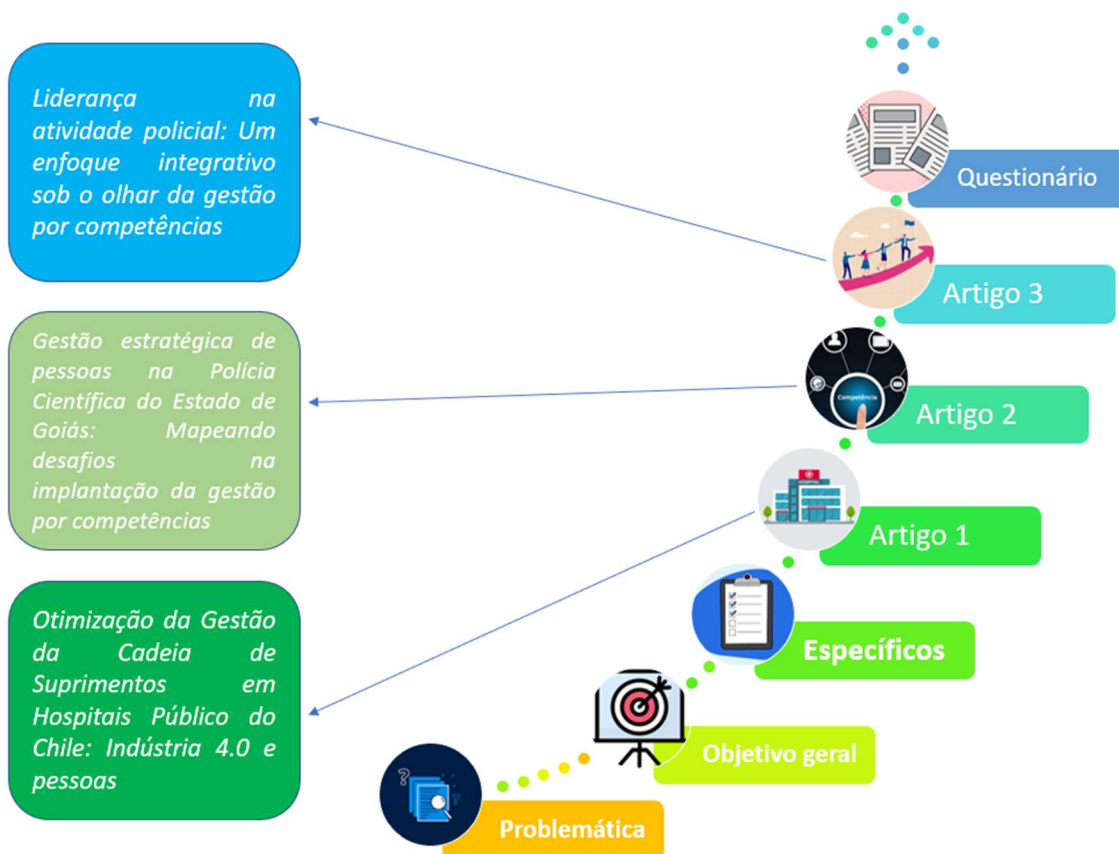 Liderança na
atividade policial: Um
enfoque integrativo
sob o olhar da gestão
por competências
Gestão estratégica de
pessoas na Polícia
Científica do Estado de
Goiás: Mapeando
desafios na
implantação da gestão
por competências
Otimização da Gestão
da Cadeia de
Suprimentos em
Hospitais Público do
Chile: Indústria 4.0 e
pessoas
Questionário
Artigo 3
Competência
Artigo 2
HOSPITAL
Artigo 1
Específicos
Objetivo geral
Problemática